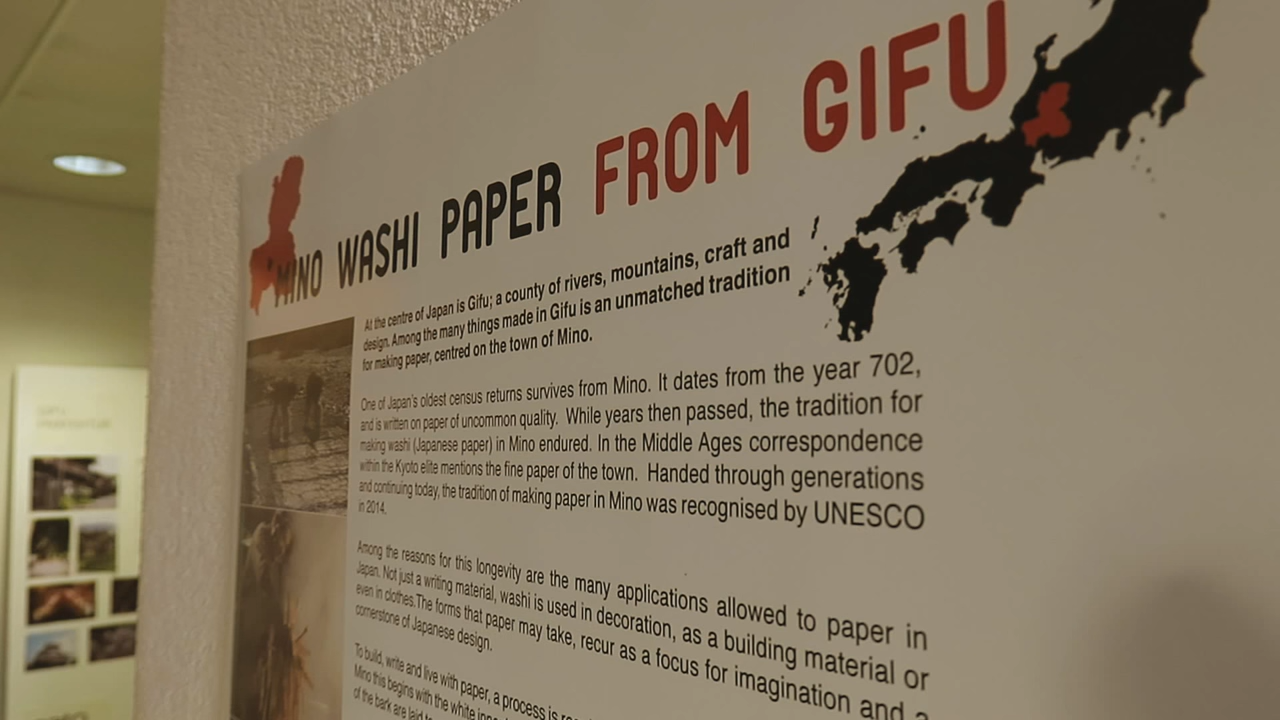 MINO WASHI PAPER FROM GIFU
At the centre of Japan is Gifu; a county of rivers, mountains, craft and
design. Among the many things made in Gifu is an unmatched tradition
for making paper, centred on the town of Mino.
One of Japan's oldest census returns survives from Mino. It dates from the year 702,
and is written on paper of uncommon quality. While years then passed, the tradition for
making washi (Japanese paper) in Mino endured. In the Middle Ages correspondence
within the Kyoto elite mentions the fine paper of the town. Handed through generations
and continuing today, the tradition of making paper in Mino was recognised by UNESCO
in 2014.
Among the reasons for this longevity are the many applications allowed to paper in
Japan. Not just a writing material, washi is used in decoration, as a building material or
even in clothes.The forms that paper may take, recur as a focus for imagination and a
cornerstone of Japanese design.
To build, write and live with paper, a process is
Mino this begins with the white
of the bark are laid